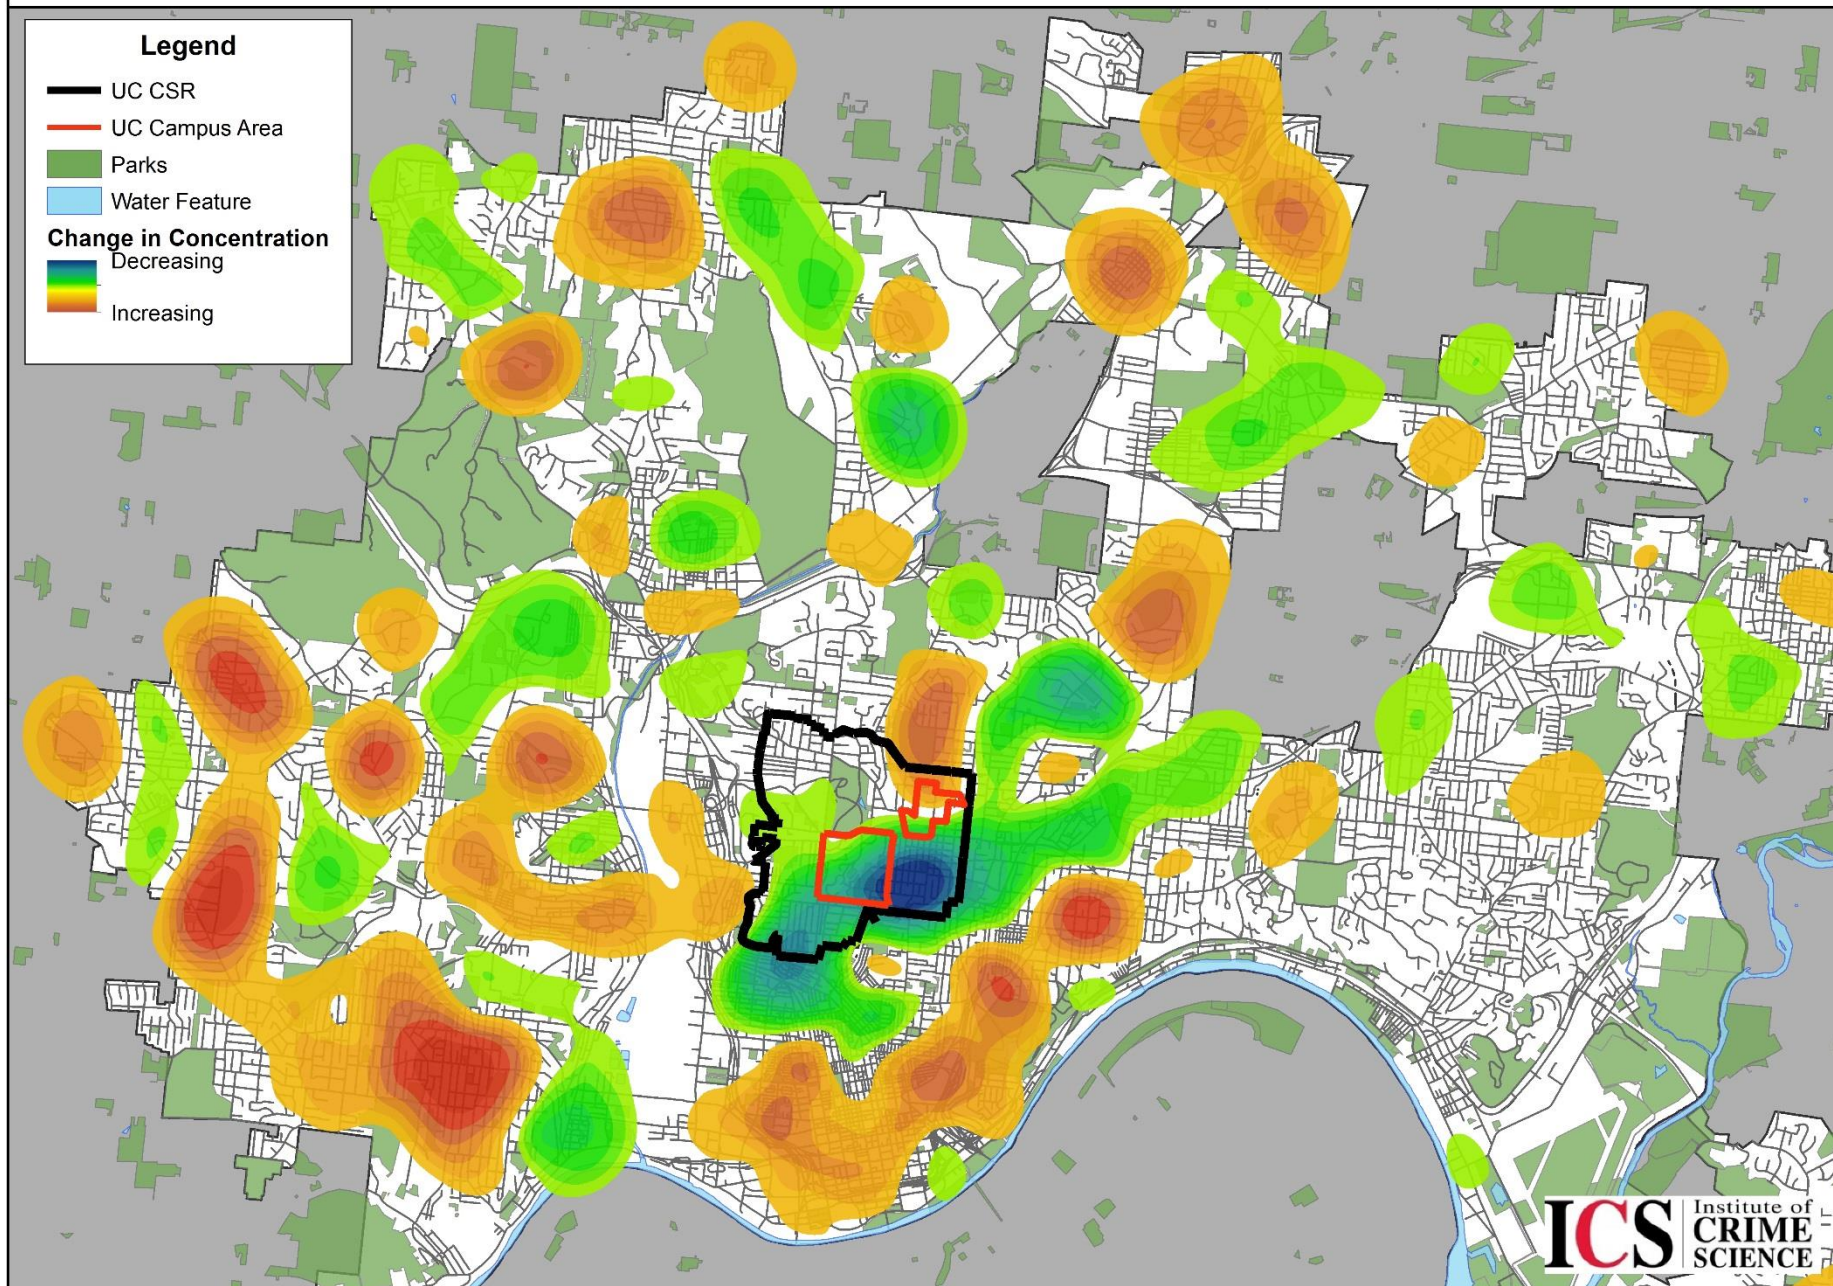 Legend
UC CSR
UC Campus Area
Parks
Water Feature
Change in Concentration
Decreasing
Increasing
ICS
Institute of
CRIME
SCIENCE